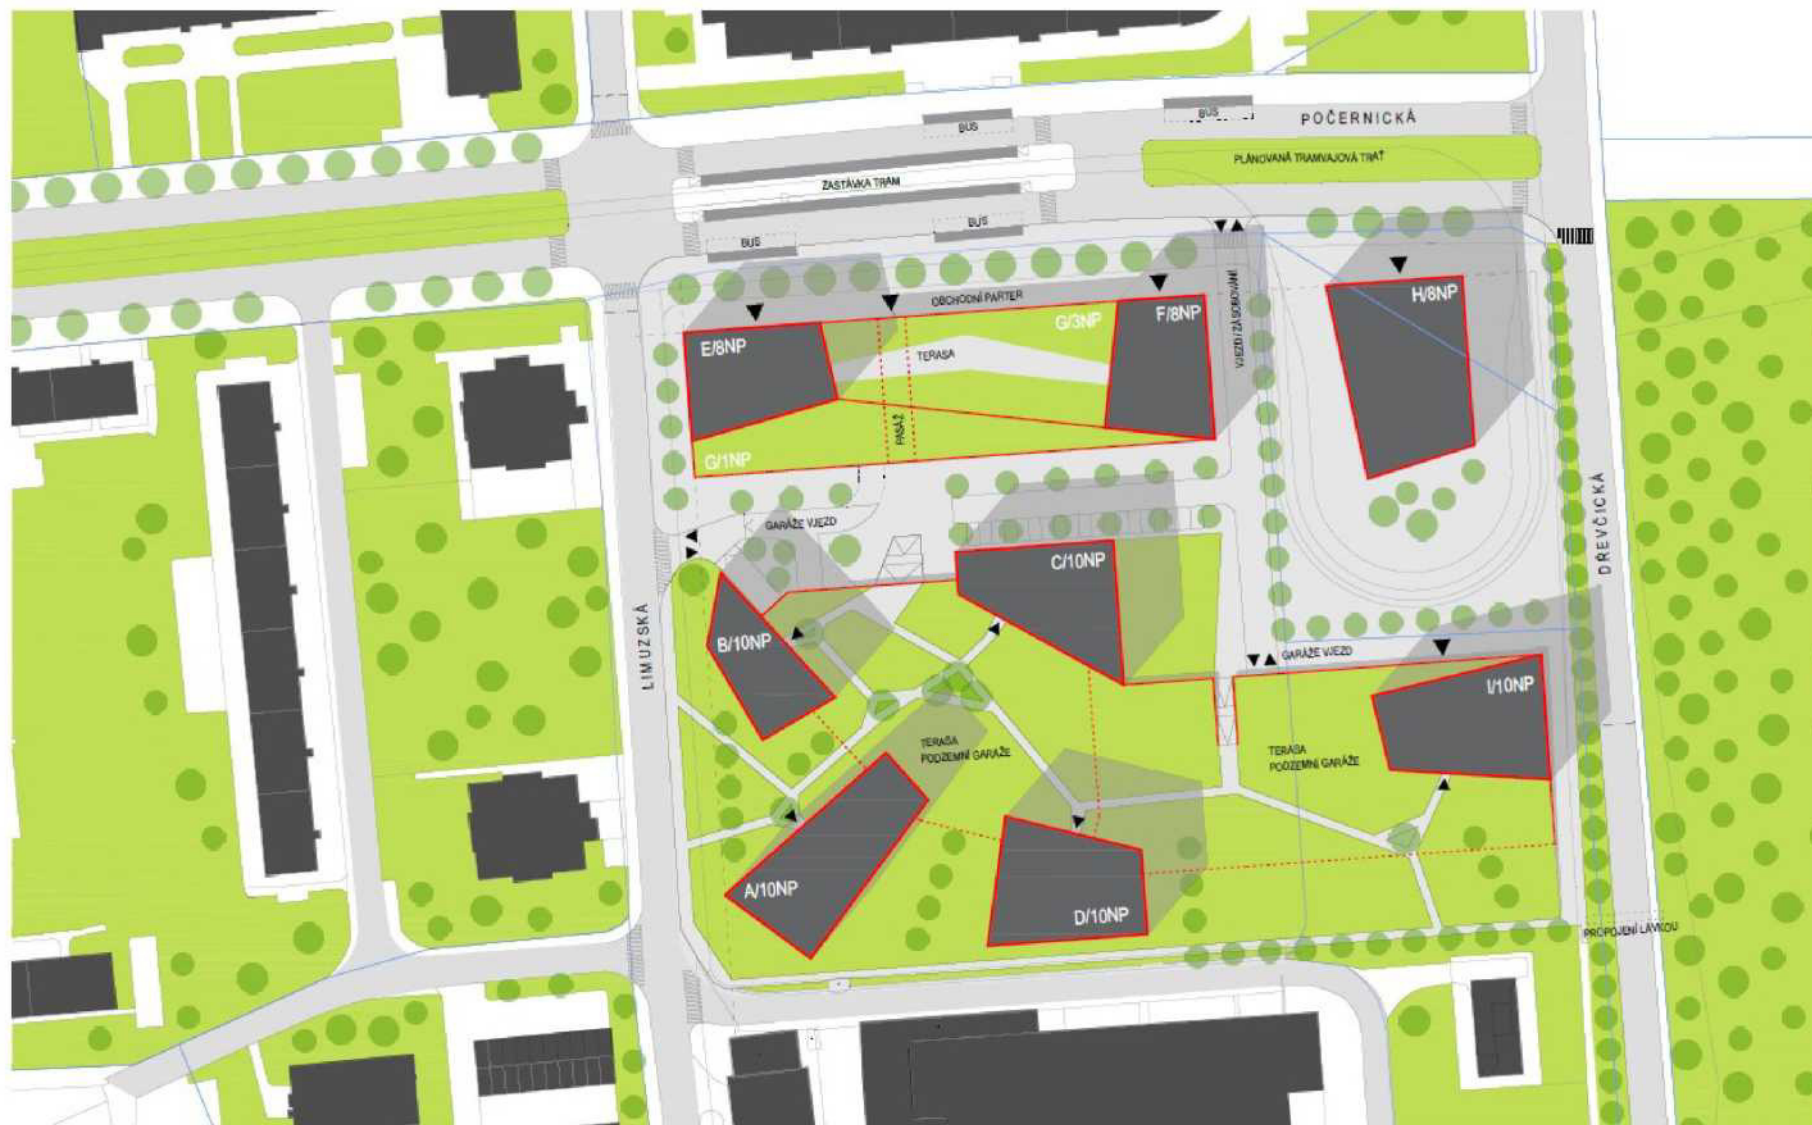 BUS
BUS
POČERNICKÁ
PLÁNOVANÁ TRAMVAJOVÁ TRAŤ
ZASTÁVKA TRAM
BUS
BUS
OBCHODNÍ PARTER
VJEZD/ZÁSOBOVÁNÍ
H/8NP
F/8NP
G/3NP
E/8NP
TERASA
PASÁŽ
G/1NP
DŘEVČICKÁ
GARÁŽE VJEZD
C/10NP
LIMUZSKÁ
B/10NP
GARÁŽE VJEZD
I/10NP
TERASA
PODZEMNÍ GARÁŽE
TERASA
PODZEMNÍ GARÁŽE
A/10NP
D/10NP
PROPOJENÍ LÁVKOU